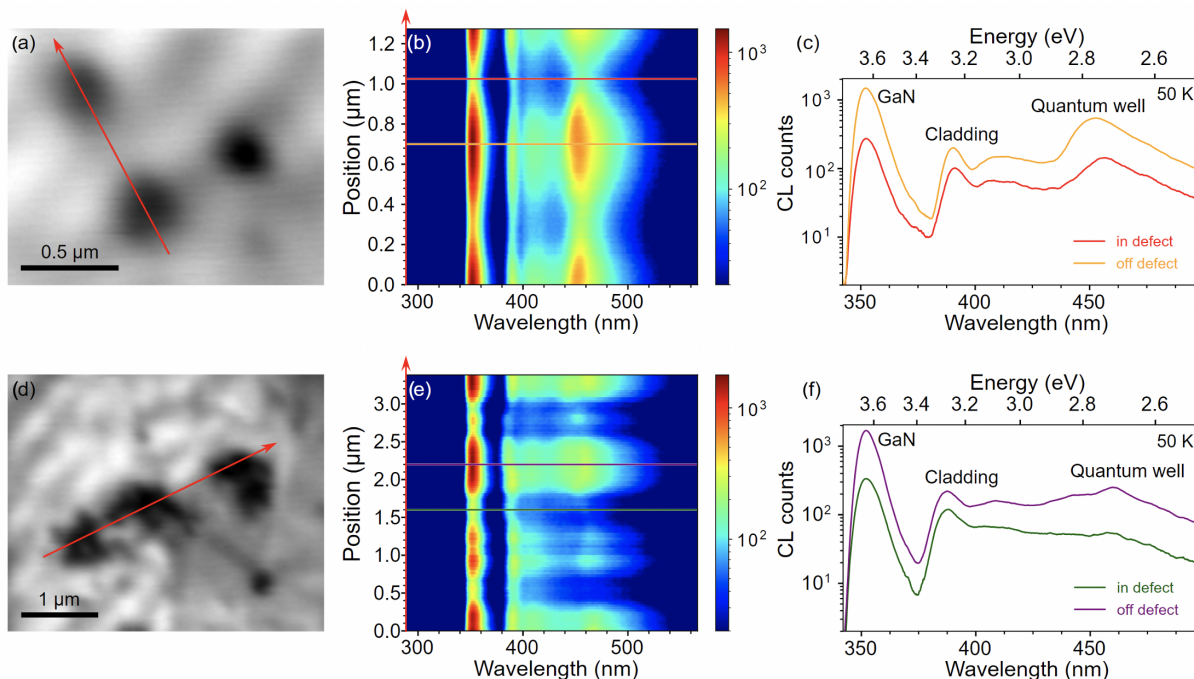 (a)
0.5 µm
(b)
Position (µm)
1.2
1.0
0.8
0.6
0.4
0.2
0.0
300
400
500
Wavelength (nm)
10³
10²
(c)
Energy (eV)
3.6 3.4 3.2 3.0 2.8 2.6
GaN
Cladding
Quantum well
50 K
CL counts
10³
10²
10¹
in defect
off defect
350
400
450
Wavelength (nm)
(d)
1 µm
(e)
Position (µm)
3.0
2.5
2.0
1.5
1.0
0.5
0.0
300
400
500
Wavelength (nm)
10³
10²
(f)
Energy (eV)
3.6 3.4 3.2 3.0 2.8 2.6
GaN
Cladding
Quantum well
50 K
CL counts
10³
10²
10¹
in defect
off defect
350
400
450
Wavelength (nm)